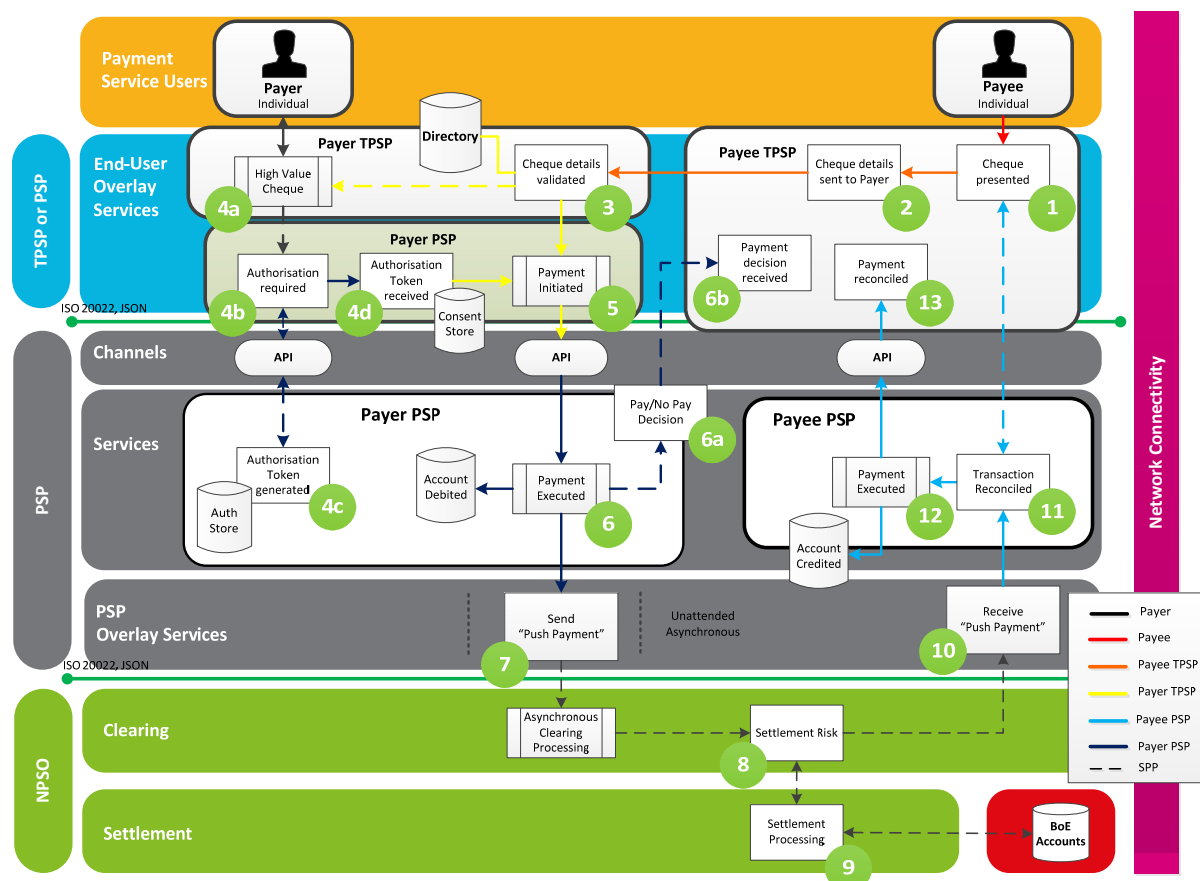 Payment
Service Users
Payer
Individual
Payee
Individual
TPSP or PSP
End-User
Overlay
Services
Payer TPSP
Directory
High Value
Cheque
4a
Cheque details
validated
3
Payee TPSP
Cheque details
sent to Payer
2
Cheque
presented
1
Payer PSP
Authorisation
required
4b
Authorisation
Token
received
4d
Consent
Store
Payment
Initiated
5
Payment
decision
received
6b
Payment
reconciled
13
ISO 20022, JSON
PSP
Channels
API
API
API
Services
Payer PSP
Authorisation
Token
generated
4c
Auth
Store
Account
Debited
Payment
Executed
6
Pay/No Pay
Decision
6a
Payee PSP
Payment
Executed
12
Transaction
Reconciled
11
Account
Credited
PSP
Overlay Services
Send
“Push Payment”
7
Unattended
Asynchronous
Receive
“Push Payment”
10
ISO 20022, JSON
NPSO
Clearing
Asynchronous
Clearing
Processing
Settlement Risk
8
Settlement
Settlement
Processing
9
BoE
Accounts
Network Connectivity
Payer
Payee
Payee TPSP
Payer TPSP
Payee PSP
Payer PSP
SPP